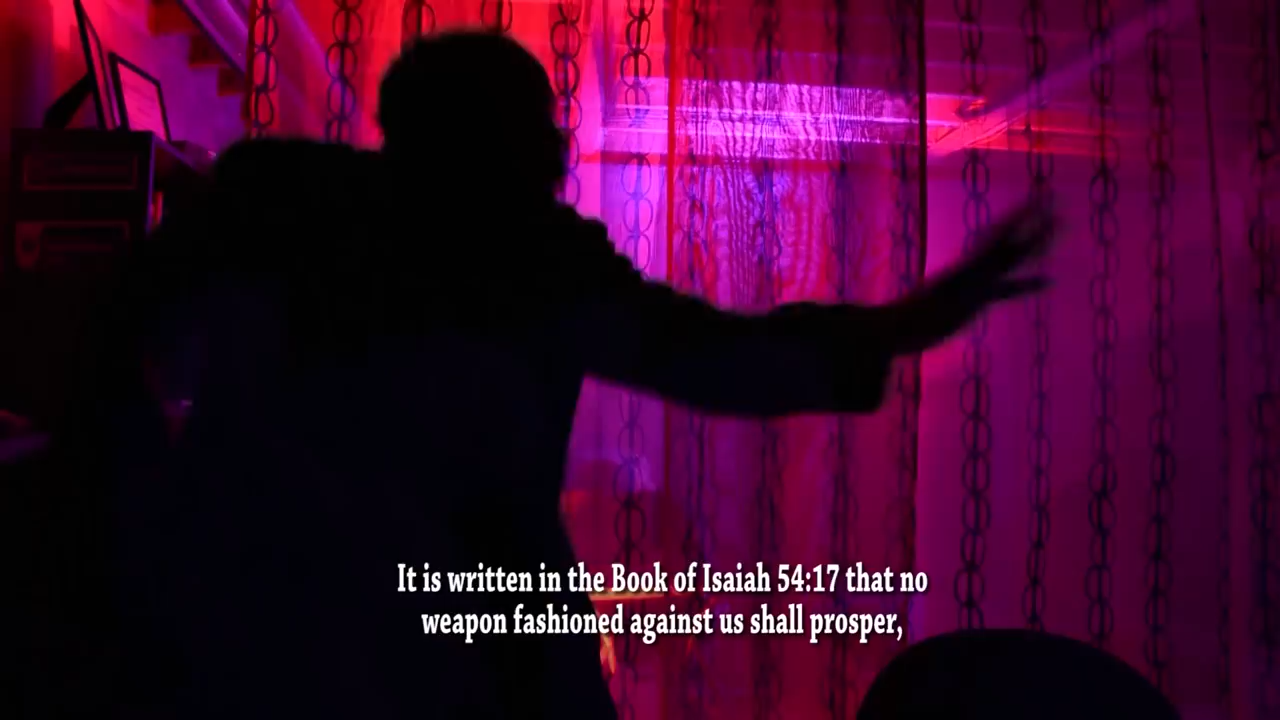 It is written in the Book of Isaiah 54:17 that no
weapon fashioned against us shall prosper,